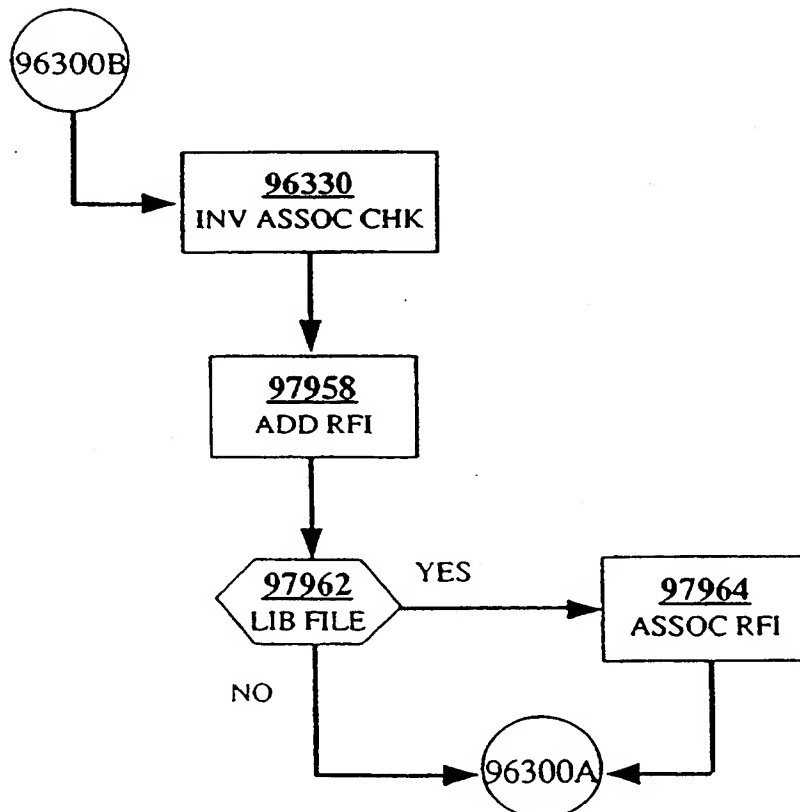 96300B
96330
INV ASSOC CHK
97958
ADD RFI
97962
LIB FILE
YES
97964
ASSOC RFI
NO
96300A